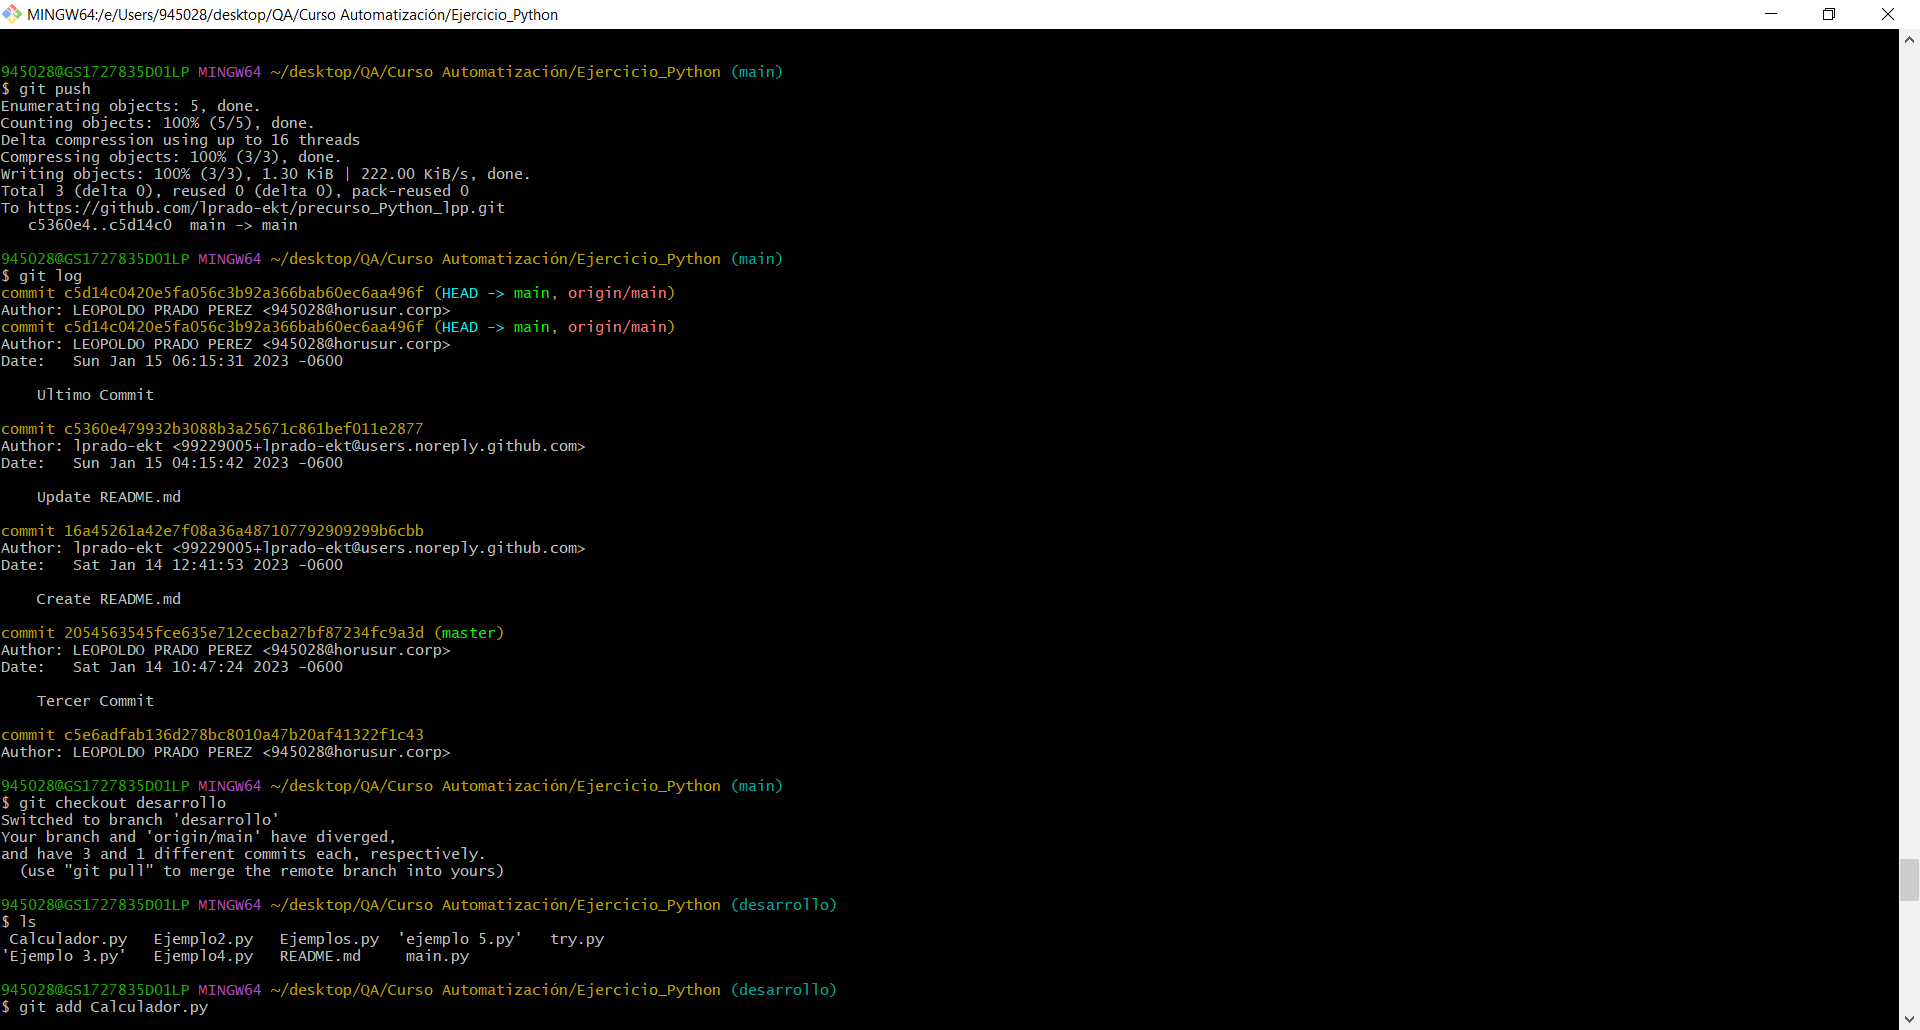 MINGW64:/e/Users/945028/desktop/QA/Curso Automatización/Ejercicio_Python
945028@GS1727835D01LP MINGW64 ~/desktop/QA/Curso Automatización/Ejercicio_Python (main)
$ git push
Enumerating objects: 5, done.
Counting objects: 100% (5/5), done.
Delta compression using up to 16 threads
Compressing objects: 100% (3/3), done.
Writing objects: 100% (3/3), 1.30 KiB | 222.00 KiB/s, done.
Total 3 (delta 0), reused 0 (delta 0), pack-reused 0
To https://github.com/lprado-ekt/precurso_Python_lpp.git
   c5360e4..c5d14c0  main -> main
945028@GS1727835D01LP MINGW64 ~/desktop/QA/Curso Automatización/Ejercicio_Python (main)
$ git log
commit c5d14c0420e5fa056c3b92a366bab60ec6aa496f (HEAD -> main, origin/main)
Author: LEOPOLDO PRADO PEREZ <945028@horusur.corp>
commit c5d14c0420e5fa056c3b92a366bab60ec6aa496f (HEAD -> main, origin/main)
Author: LEOPOLDO PRADO PEREZ <945028@horusur.corp>
Date:   Sun Jan 15 06:15:31 2023 -0600
    Ultimo Commit
commit c5360e479932b3088b3a25671c861bef011e2877
Author: lprado-ekt <99229005+lprado-ekt@users.noreply.github.com>
Date:   Sun Jan 15 04:15:42 2023 -0600
    Update README.md
commit 16a45261a42e7f08a36a487107792909299b6cbb
Author: lprado-ekt <99229005+lprado-ekt@users.noreply.github.com>
Date:   Sat Jan 14 12:41:53 2023 -0600
    Create README.md
commit 2054563545fce635e712cecba27bf87234fc9a3d (master)
Author: LEOPOLDO PRADO PEREZ <945028@horusur.corp>
Date:   Sat Jan 14 10:47:24 2023 -0600
    Tercer Commit
commit c5e6adfab136d278bc8010a47b20af41322f1c43
Author: LEOPOLDO PRADO PEREZ <945028@horusur.corp>
945028@GS1727835D01LP MINGW64 ~/desktop/QA/Curso Automatización/Ejercicio_Python (main)
$ git checkout desarrollo
Switched to branch 'desarrollo'
Your branch and 'origin/main' have diverged,
and have 3 and 1 different commits each, respectively.
  (use "git pull" to merge the remote branch into yours)
945028@GS1727835D01LP MINGW64 ~/desktop/QA/Curso Automatización/Ejercicio_Python (desarrollo)
$ ls
 Calculador.py   Ejemplo2.py   Ejemplos.py  'ejemplo 5.py'   try.py
'Ejemplo 3.py'   Ejemplo4.py   README.md     main.py
945028@GS1727835D01LP MINGW64 ~/desktop/QA/Curso Automatización/Ejercicio_Python (desarrollo)
$ git add Calculador.py